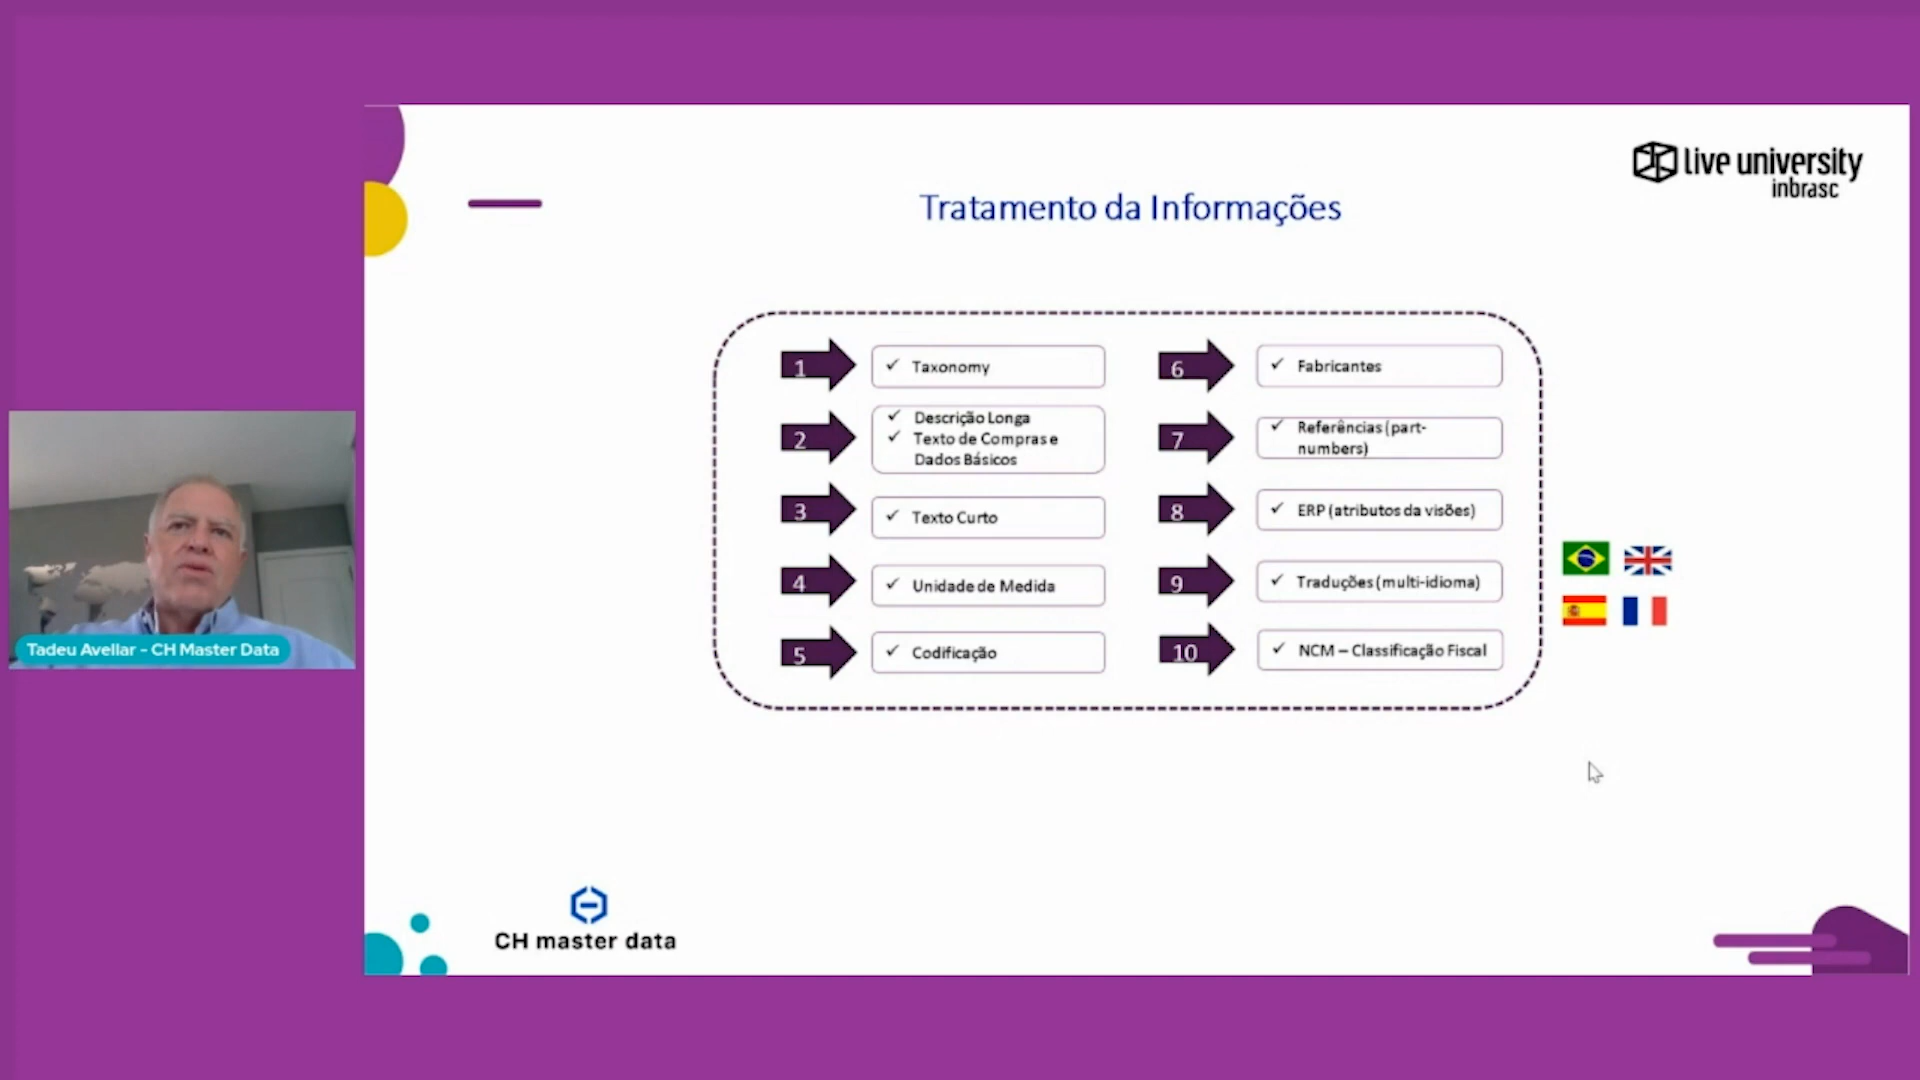 live university
inbrasc
Tratamento da Informações
1
Taxonomy
2
Descrição Longa
Texto de Compras e
Dados Básicos
3
Texto Curto
4
Unidade de Medida
5
Codificação
6
Fabricantes
7
Referências (part-
numbers)
8
ERP (atributos da visões)
9
Traduções (multi-idioma)
10
NCM – Classificação Fiscal
Tadeu Avellar - CH Master Data
CH master data